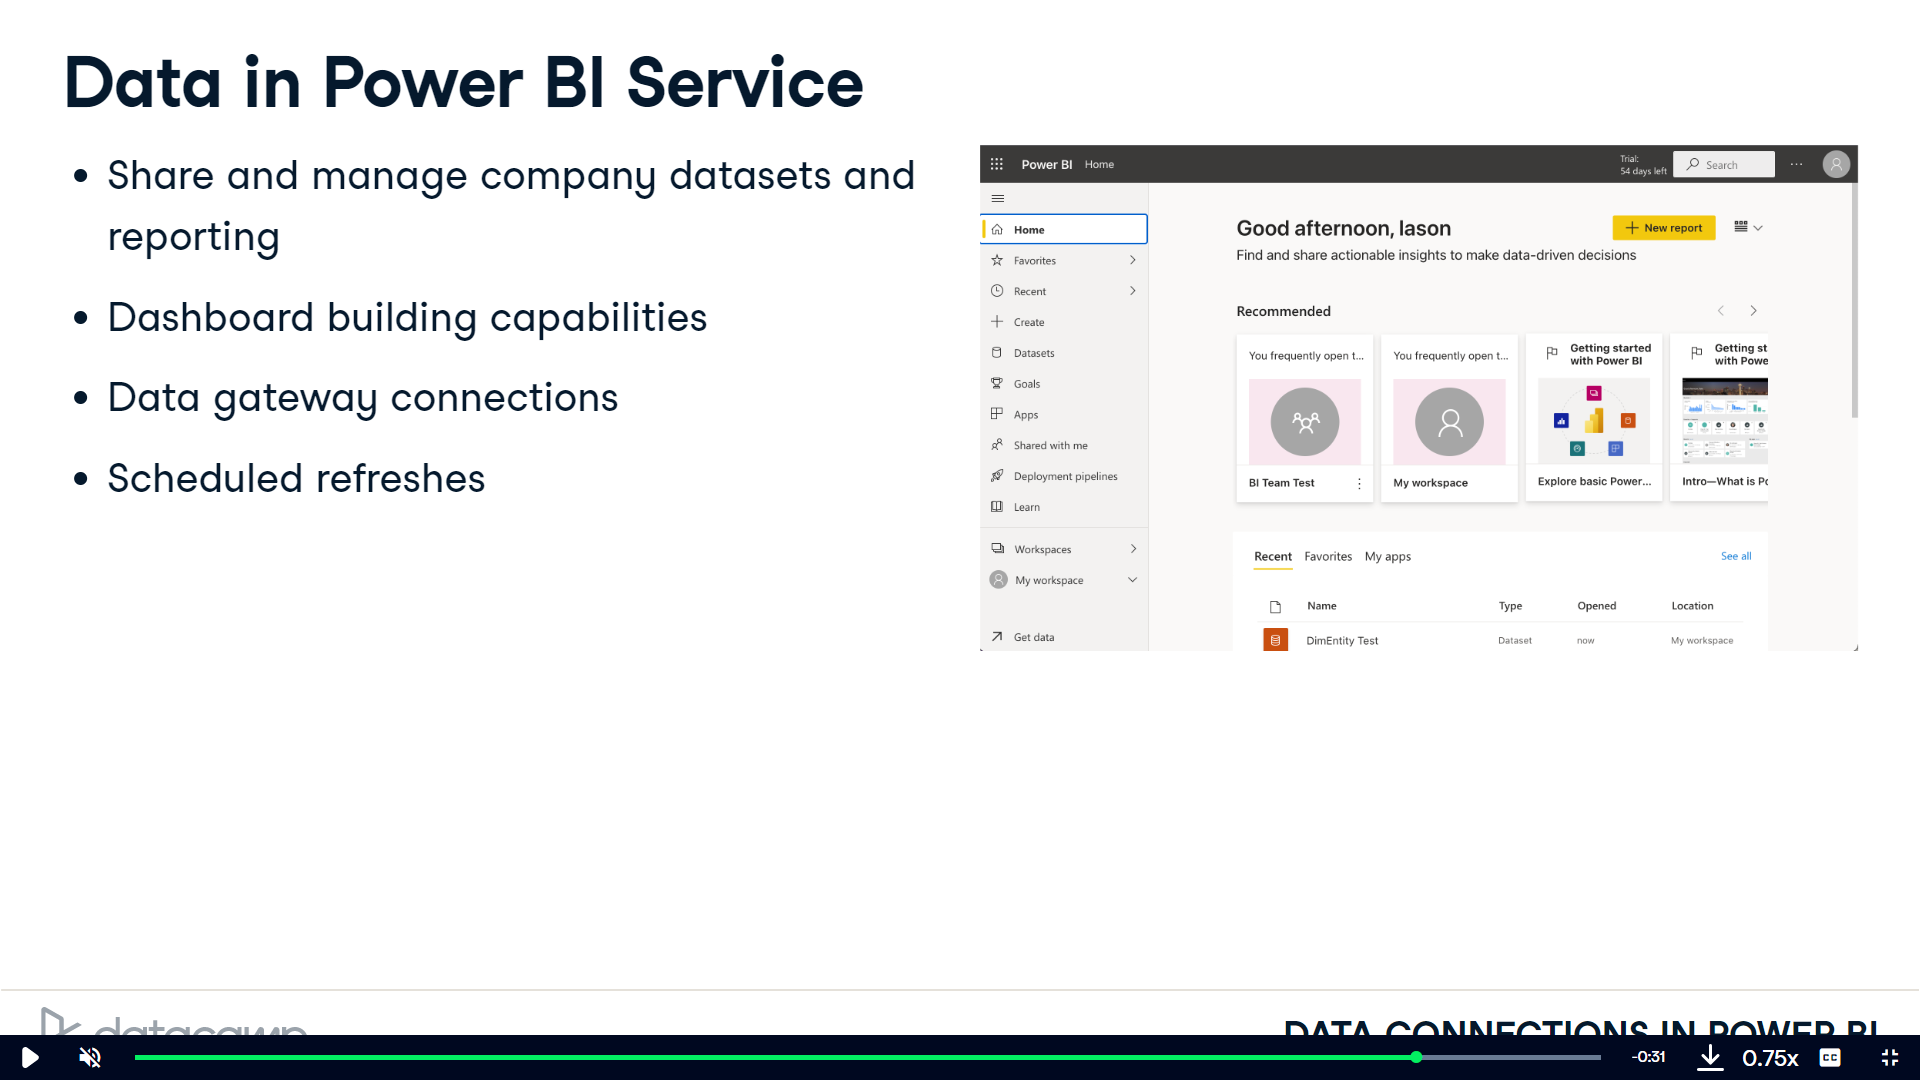 Data in Power BI Service
• Share and manage company datasets and
reporting
• Dashboard building capabilities
• Data gateway connections
• Scheduled refreshes
Power BI Home
Trial:
54 days left
Search
Home
Favorites
Recent
Create
Datasets
Goals
Apps
Shared with me
Deployment pipelines
Learn
Workspaces
My workspace
Get data
Good afternoon, Iason
New report
Find and share actionable insights to make data-driven decisions
Recommended
You frequently open t...
BI Team Test
You frequently open t...
My workspace
Getting started
with Power BI
Explore basic Power...
Getting st
with Powe
Intro—What is Po
Recent Favorites My apps
See all
Name Type Opened Location
DimEntity Test Dataset now My workspace
datacamp
DATA CONNECTIONS IN POWER BI
-0:31
0.75x
CC